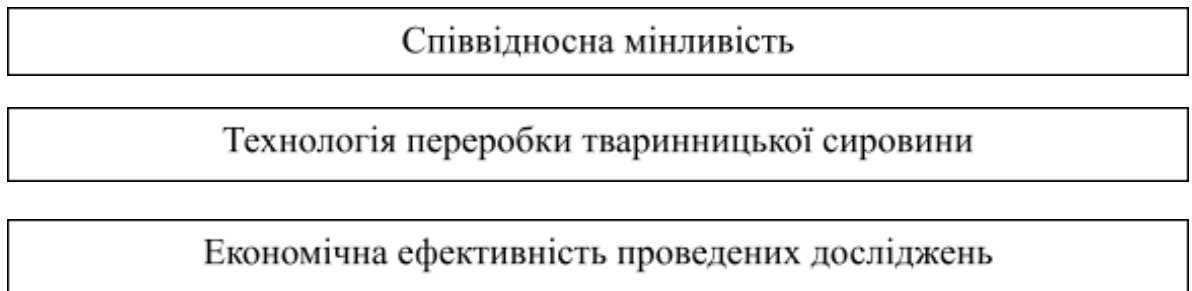 Співвідносна мінливість
Технологія переробки тваринницької сировини
Економічна ефективність проведених досліджень